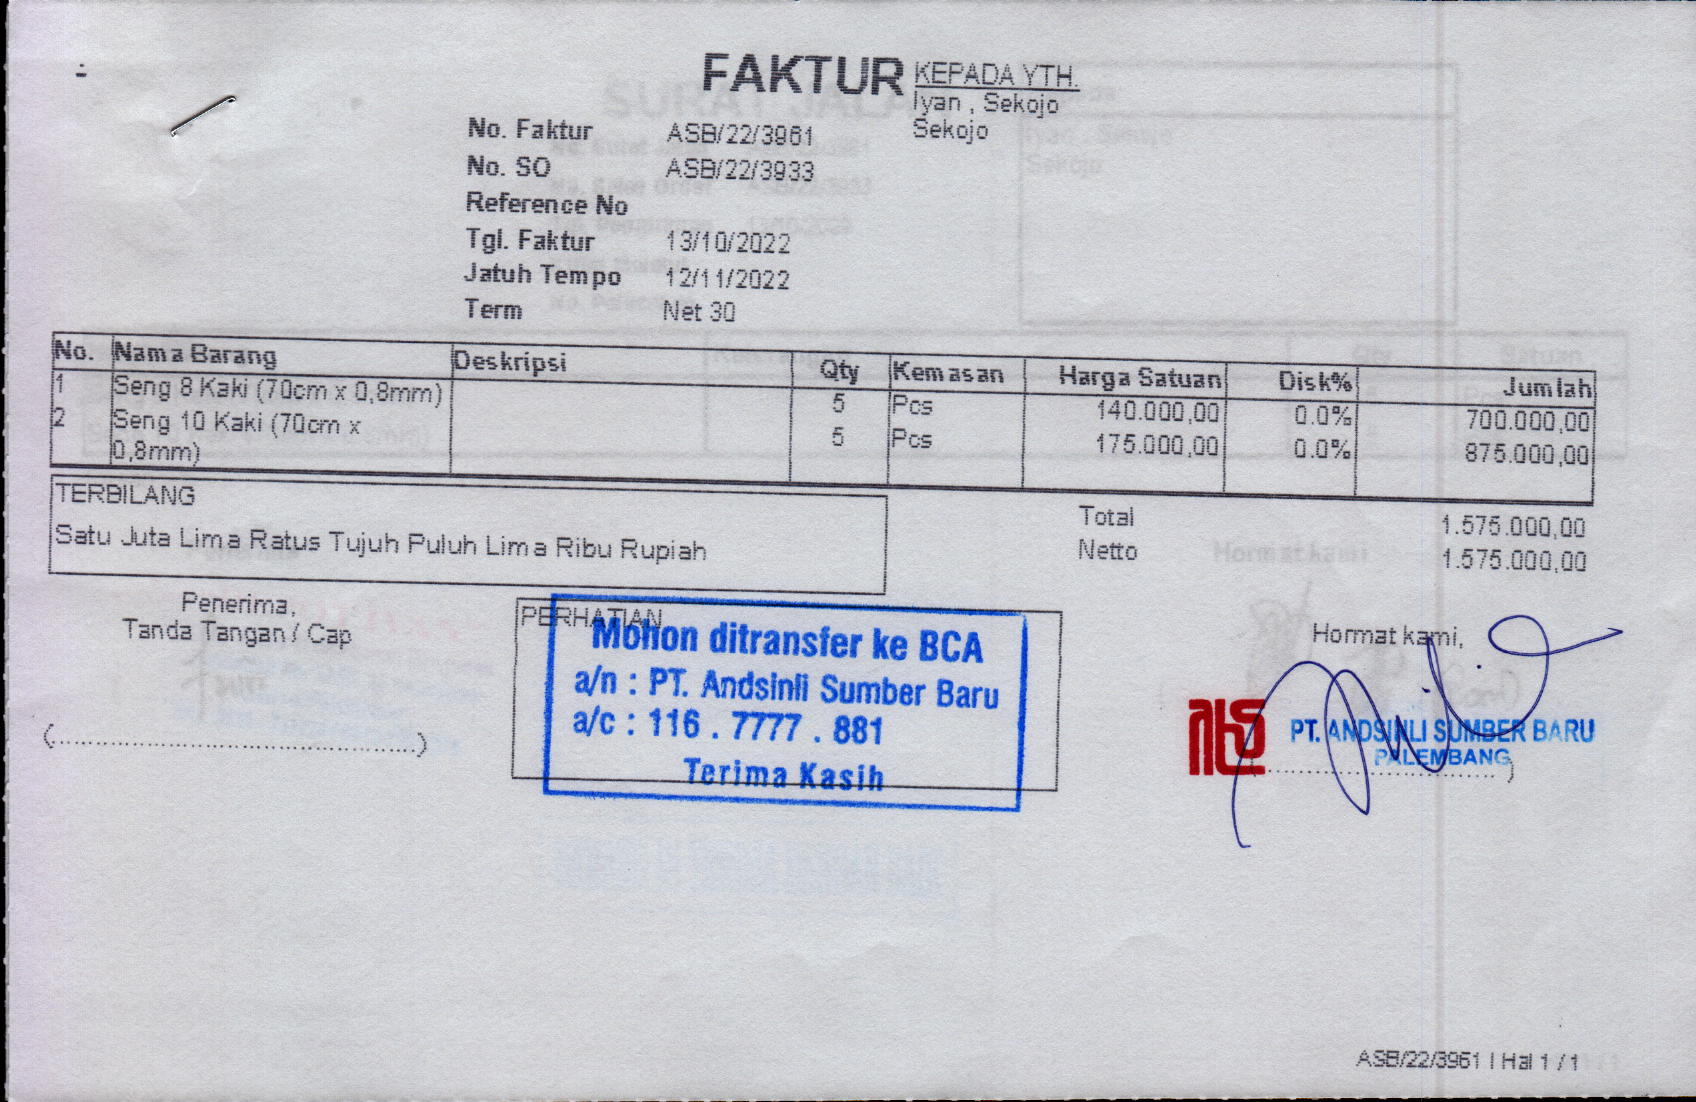 FAKTUR
KEPADA YTH.
Iyan , Sekojo
Sekojo
No. Faktur ASB/22/3961
No. SO ASB/22/3933
Reference No
Tgl. Faktur 13/10/2022
Jatuh Tempo 12/11/2022
Term Net 30
No. Nama Barang Deskripsi Qty Kemasan Harga Satuan Disk% Jumlah
1 Seng 8 Kaki (70cm x 0,8mm) 5 Pcs 140.000,00 0.0% 700.000,00
2 Seng 10 Kaki (70cm x 5 Pcs 175.000,00 0.0% 875.000,00
0,8mm)
TERBILANG
Satu Juta Lima Ratus Tujuh Puluh Lima Ribu Rupiah
Total 1.575.000,00
Netto 1.575.000,00
Penerima,
Tanda Tangan / Cap
(................................................)
PERHATIAN
Mohon ditransfer ke BCA
a/n : PT. Andsinli Sumber Baru
a/c : 116 . 7777 . 881
Terima Kasih
Hormat kami,
PT. ANDSINLI SUMBER BARU
PALEMBANG
(................................)
ASB/22/3961 | Hal 1 / 1